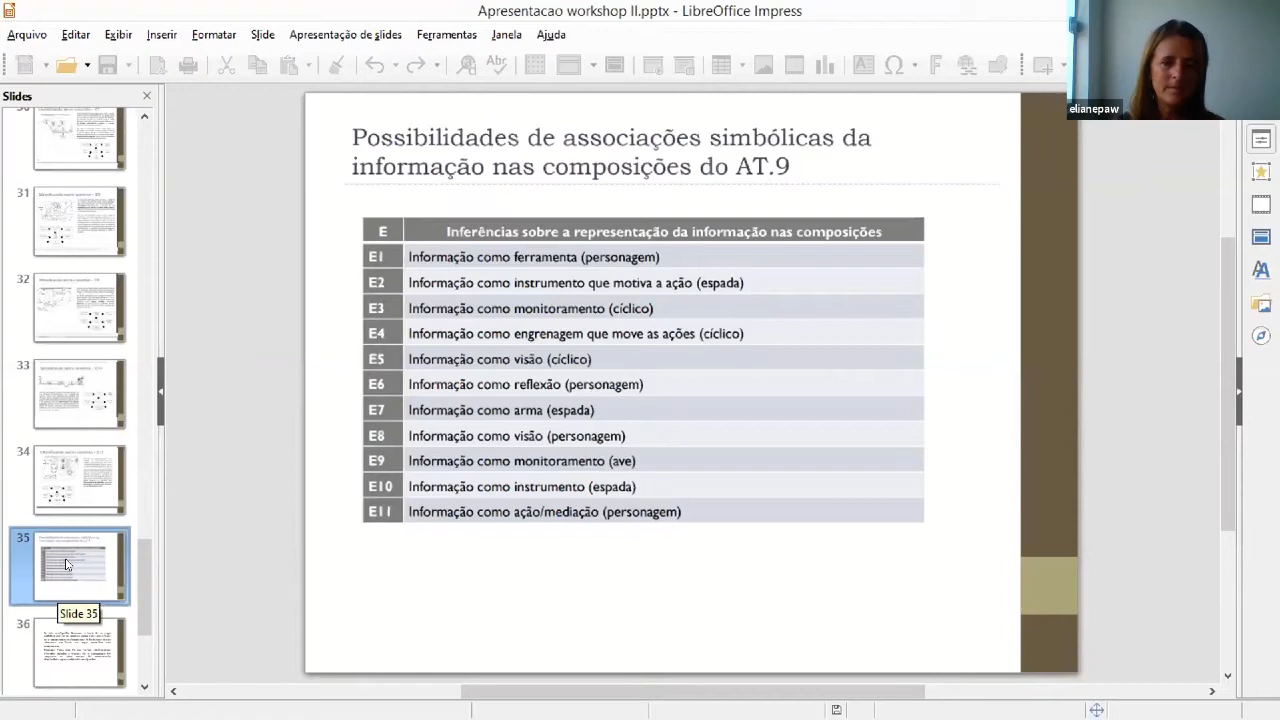 Apresentacao workshop II.pptx - LibreOffice Impress
Arquivo Editar Exibir Inserir Formatar Slide Apresentação de slides Ferramentas Janela Ajuda
elianepaw
Slides
31
32
33
34
35
Slide 35
36
Possibilidades de associações simbólicas da
informação nas composições do AT.9
E Inferências sobre a representação da informação nas composições
E1 Informação como ferramenta (personagem)
E2 Informação como instrumento que motiva a ação (espada)
E3 Informação como monitoramento (cíclico)
E4 Informação como engrenagem que move as ações (cíclico)
E5 Informação como visão (cíclico)
E6 Informação como reflexão (personagem)
E7 Informação como arma (espada)
E8 Informação como visão (personagem)
E9 Informação como monitoramento (ave)
E10 Informação como instrumento (espada)
E11 Informação como ação/mediação (personagem)